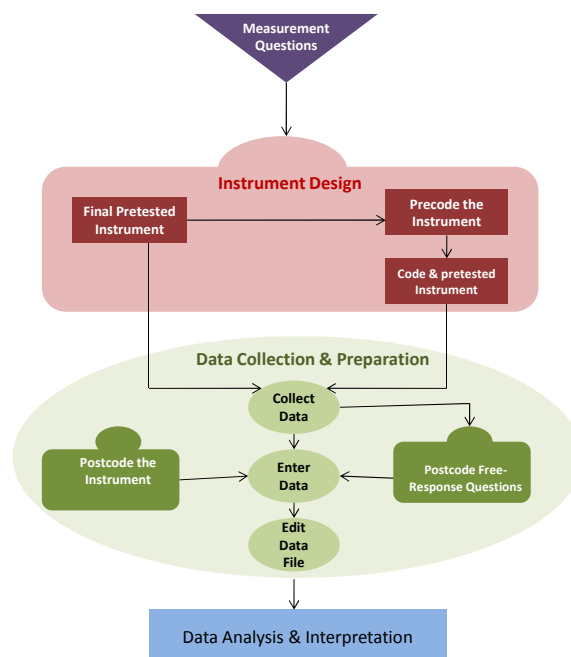 Measurement
Questions
Instrument Design
Final Pretested
Instrument
Precode the
Instrument
Code & pretested
Instrument
Data Collection & Preparation
Collect
Data
Postcode the
Instrument
Enter
Data
Postcode Free-
Response Questions
Edit
Data
File
Data Analysis & Interpretation